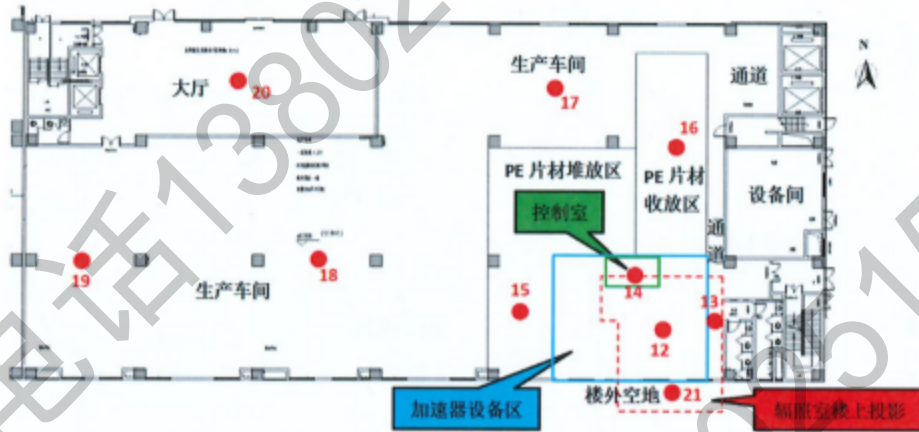 电话13802
02515
N
大厅
20
生产车间
17
通道
16
PE 片材堆放区
PE 片材
收放区
设备间
控制室
通道
19
18
生产车间
15
14
13
12
加速器设备区
楼外空地
21
辐照室楼上投影